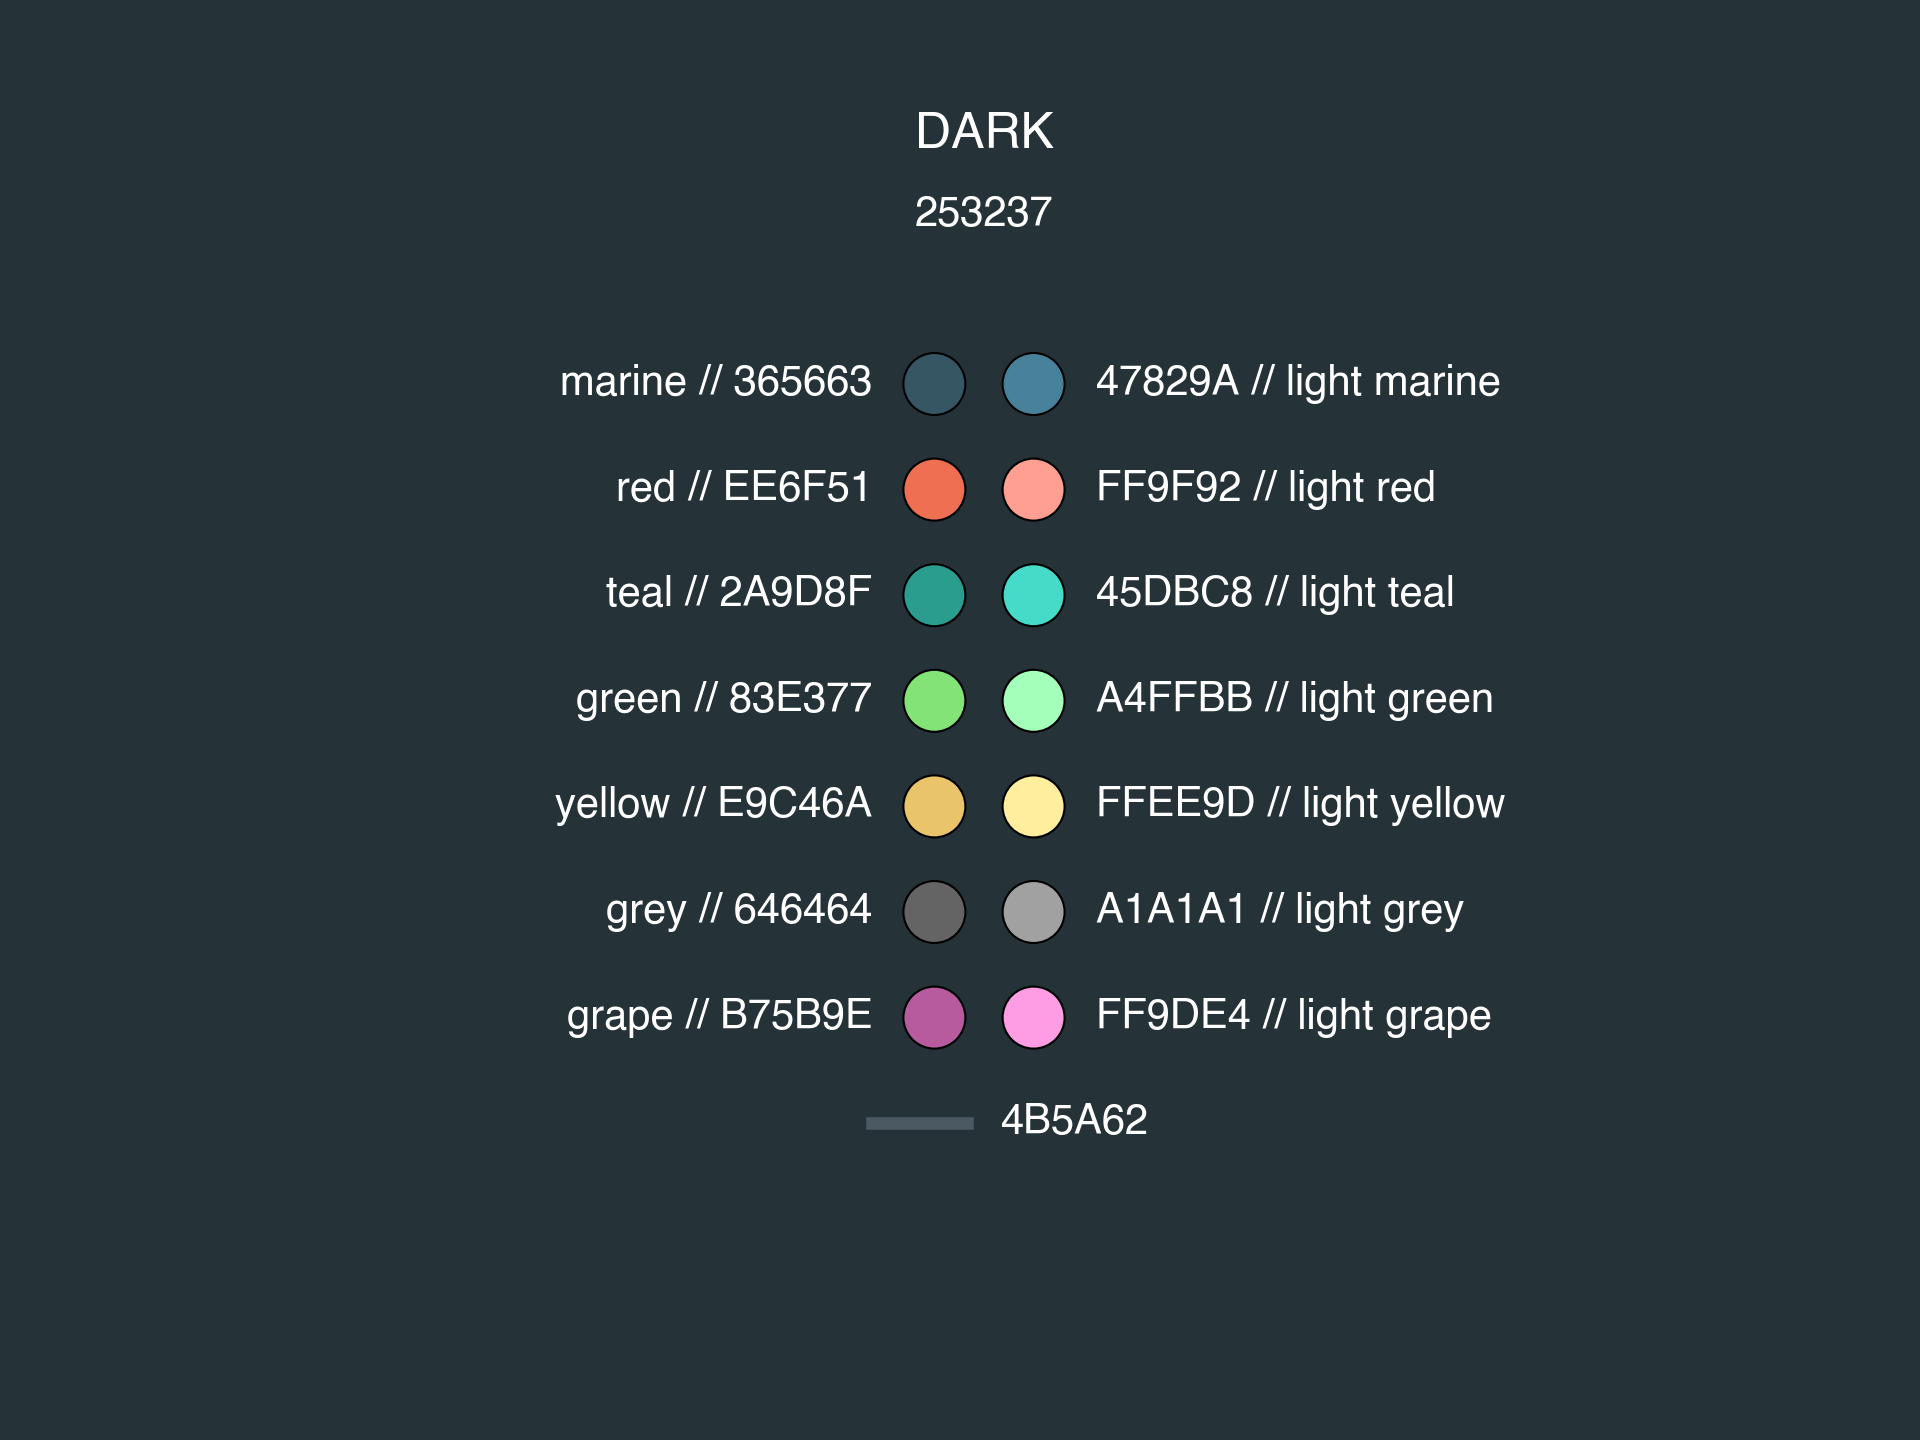 DARK
253237
marine // 365663 47829A // light marine
red // EE6F51 FF9F92 // light red
teal // 2A9D8F 45DBC8 // light teal
green // 83E377 A4FFBB // light green
yellow // E9C46A FFEE9D // light yellow
grey // 646464 A1A1A1 // light grey
grape // B75B9E FF9DE4 // light grape
4B5A62